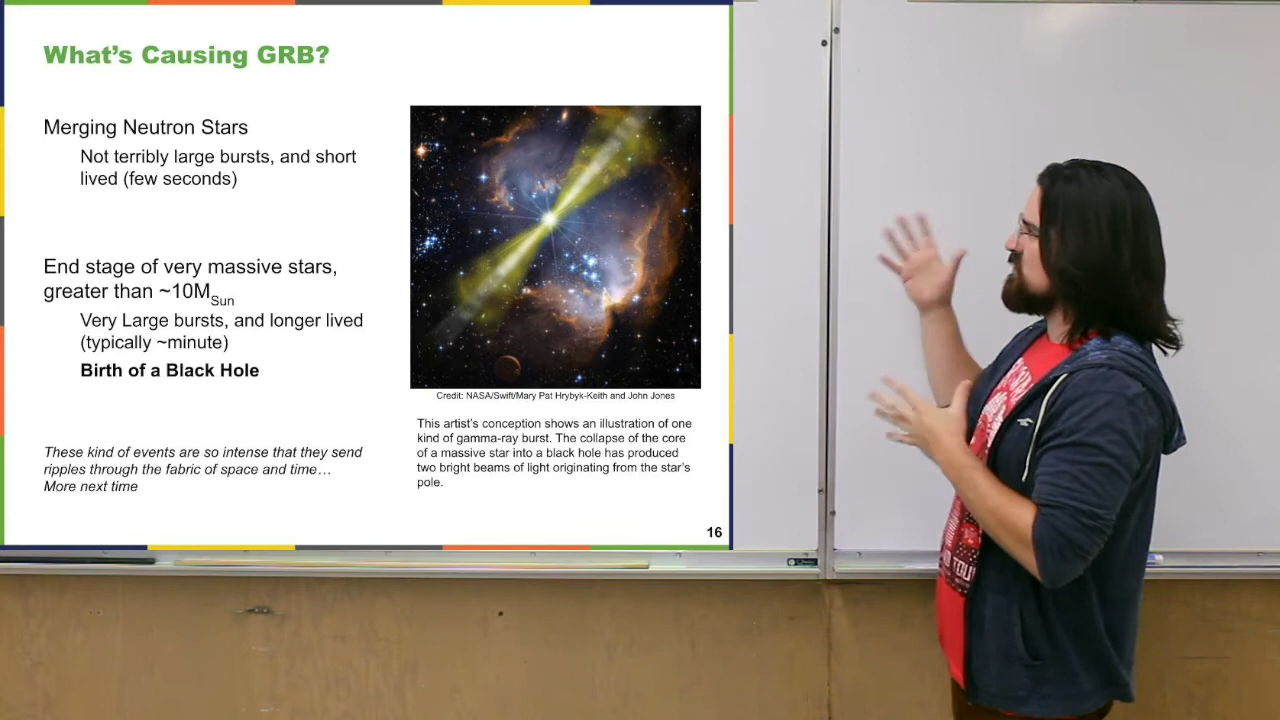 What's Causing GRB?
Merging Neutron Stars
Not terribly large bursts, and short
lived (few seconds)
End stage of very massive stars,
greater than ~10M_Sun
Very Large bursts, and longer lived
(typically ~minute)
Birth of a Black Hole
These kind of events are so intense that they send
ripples through the fabric of space and time…
More next time
Credit: NASA/Swift/Mary Pat Hrybyk-Keith and John Jones
This artist's conception shows an illustration of one
kind of gamma-ray burst. The collapse of the core
of a massive star into a black hole has produced
two bright beams of light originating from the star's
pole.
16